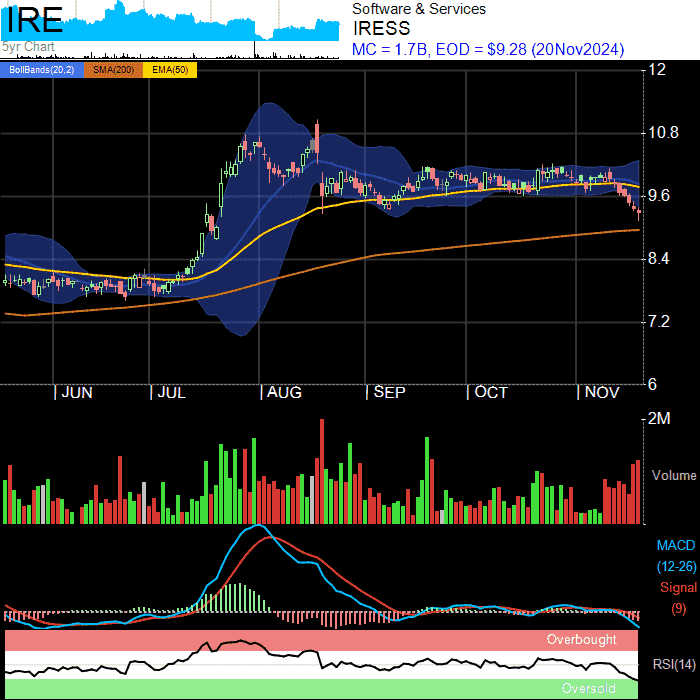 IRE
5yr Chart
Software & Services
IRESS
MC = 1.7B, EOD = $9.28 (20Nov2024)
BollBands(20,2) SMA(200) EMA(50)
12
10.8
9.6
8.4
7.2
6
JUN JUL AUG SEP OCT NOV
2M
Volume
MACD
(12-26)
Signal
(9)
Overbought
RSI(14)
Oversold